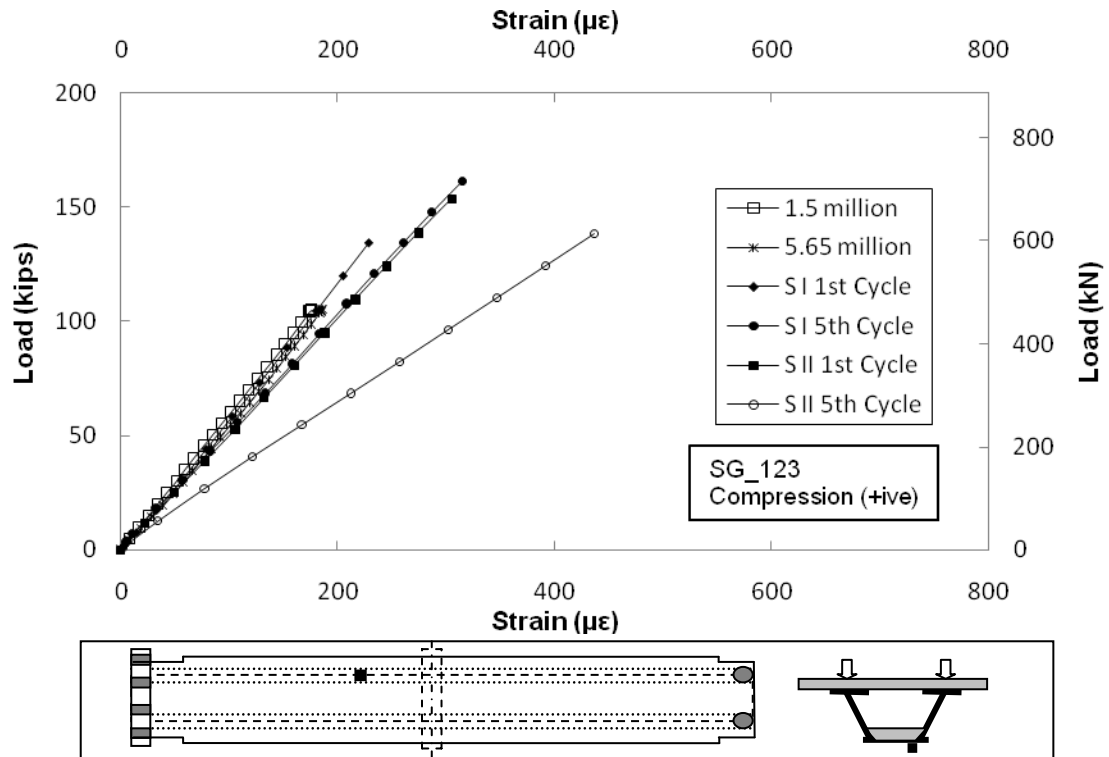 Strain (µε)
0 200 400 600 800
200
150
100
50
0
Load (kips)
800
600
400
200
0
Load (kN)
1.5 million
5.65 million
S I 1st Cycle
S I 5th Cycle
S II 1st Cycle
S II 5th Cycle
SG_123
Compression (+ive)
0 200 400 600 800
Strain (µε)